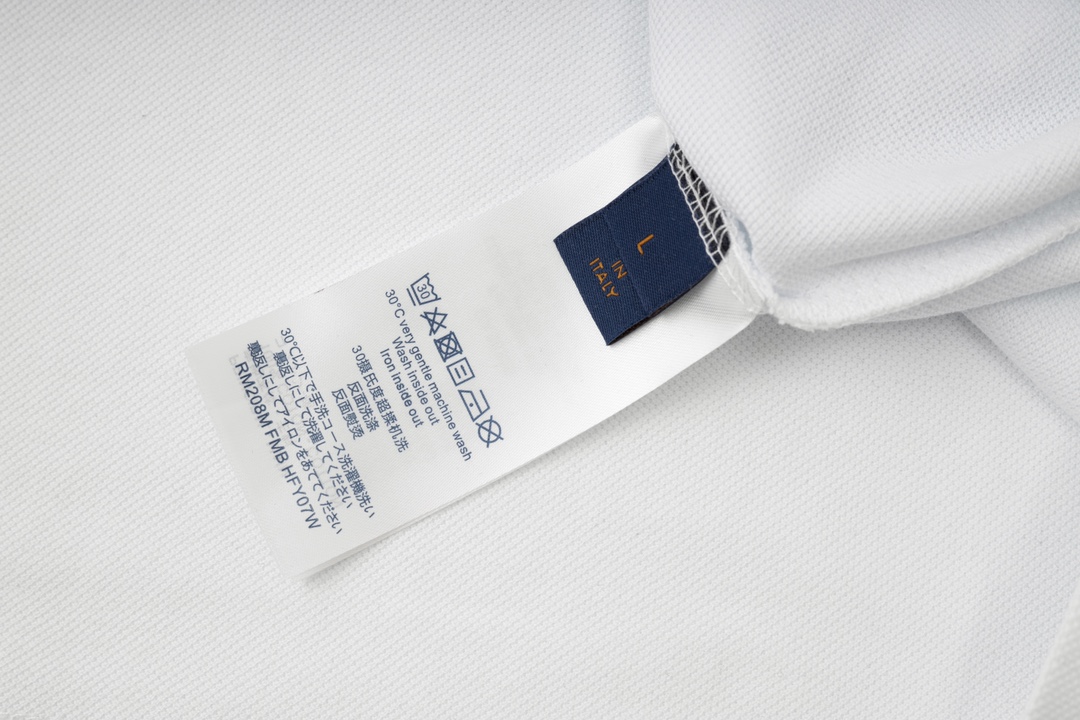 L
IN
ITALY
30
30°C very gentle machine wash
Wash inside out
Iron inside out
30摄氏度超柔机洗
反面洗涤
反面熨烫
30℃以下で手洗コース洗濯機洗い
裏返しにして洗濯してください
裏返しにしてアイロンをあててください
RM208M FMB HFY07W